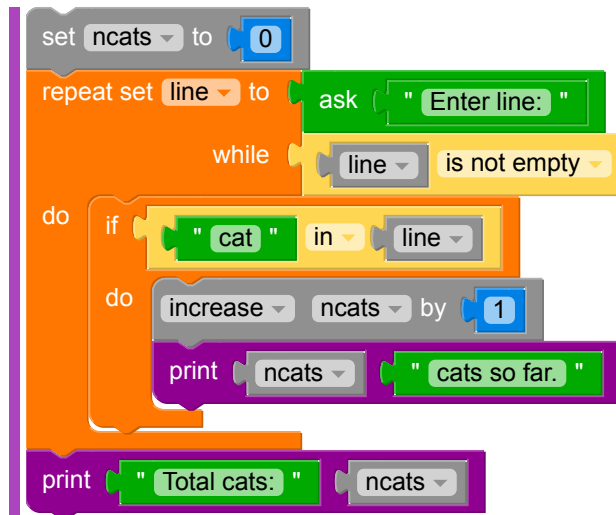 set ncats to 0
repeat set line to ask " Enter line: "
while line is not empty
do if " cat " in line
do increase ncats by 1
print ncats " cats so far. "
print " Total cats: " ncats